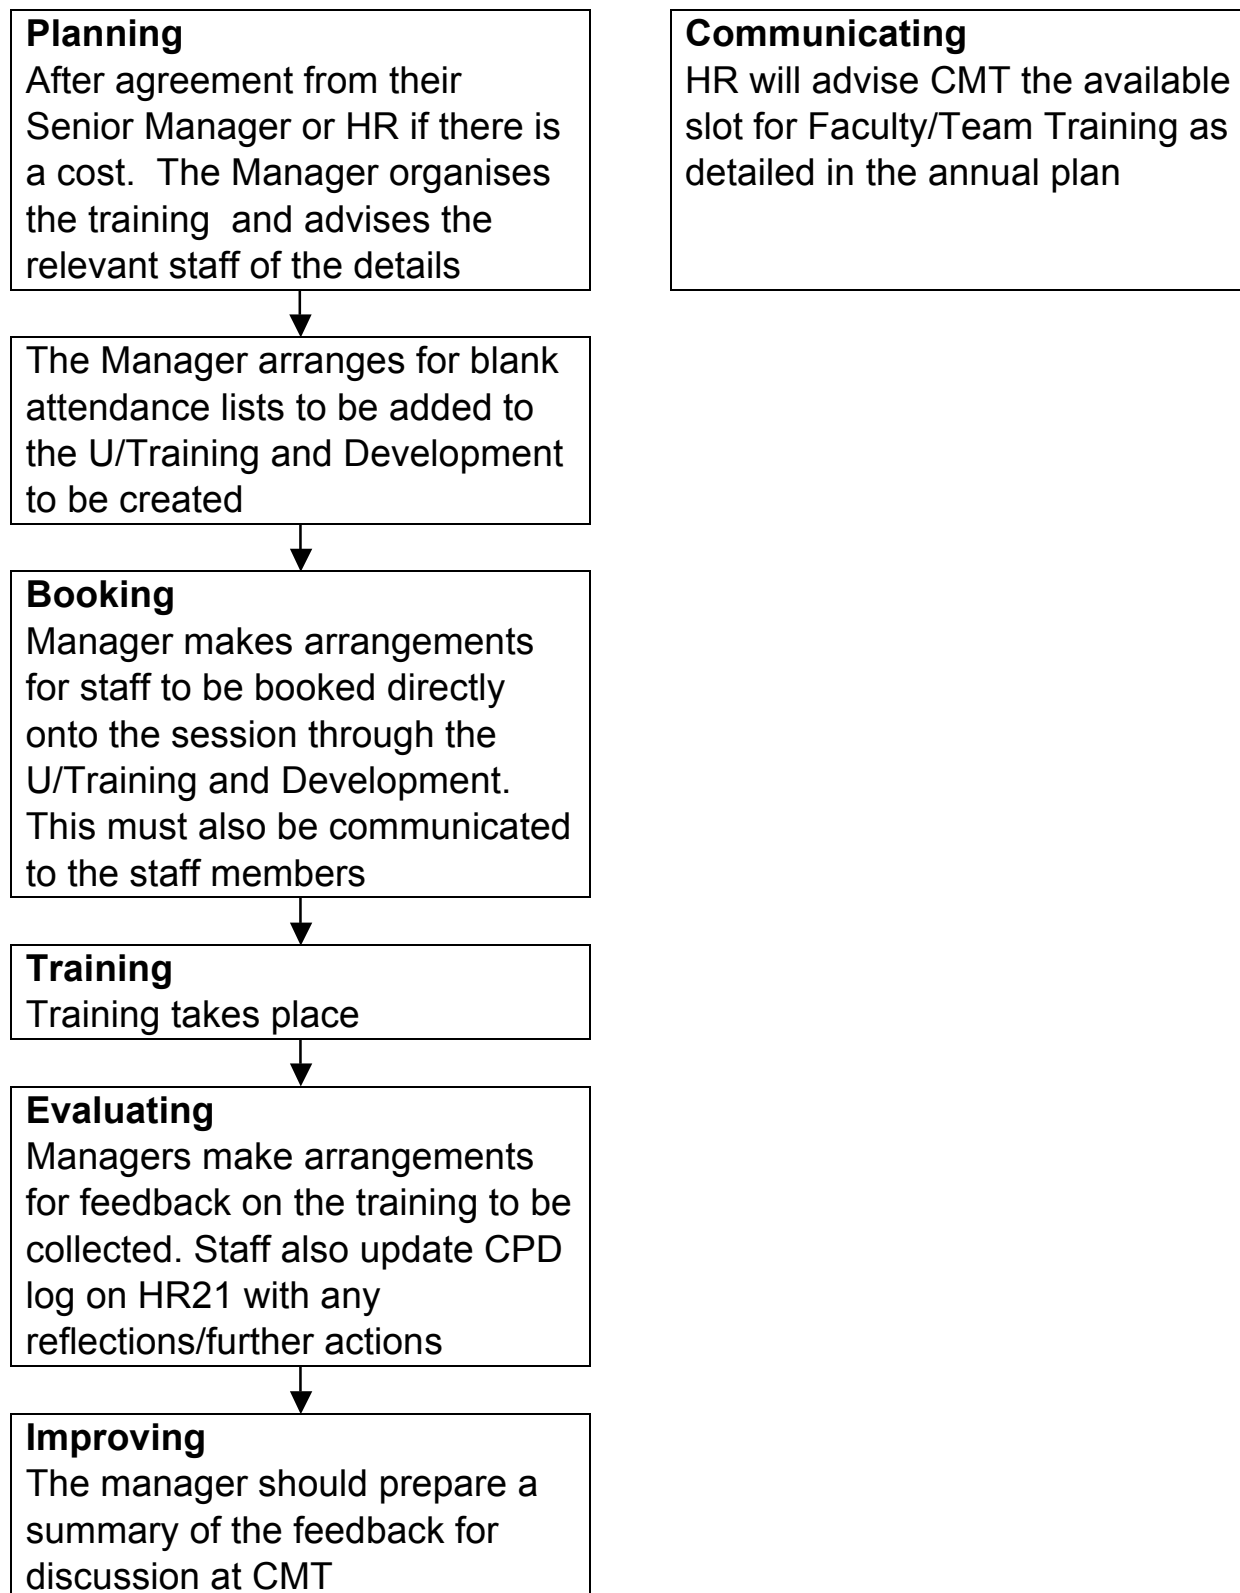 Planning
After agreement from their
Senior Manager or HR if there is
a cost.  The Manager organises
the training  and advises the
relevant staff of the details
Communicating
HR will advise CMT the available
slot for Faculty/Team Training as
detailed in the annual plan
The Manager arranges for blank
attendance lists to be added to
the U/Training and Development
to be created
Booking
Manager makes arrangements
for staff to be booked directly
onto the session through the
U/Training and Development.
This must also be communicated
to the staff members
Training
Training takes place
Evaluating
Managers make arrangements
for feedback on the training to be
collected. Staff also update CPD
log on HR21 with any
reflections/further actions
Improving
The manager should prepare a
summary of the feedback for
discussion at CMT